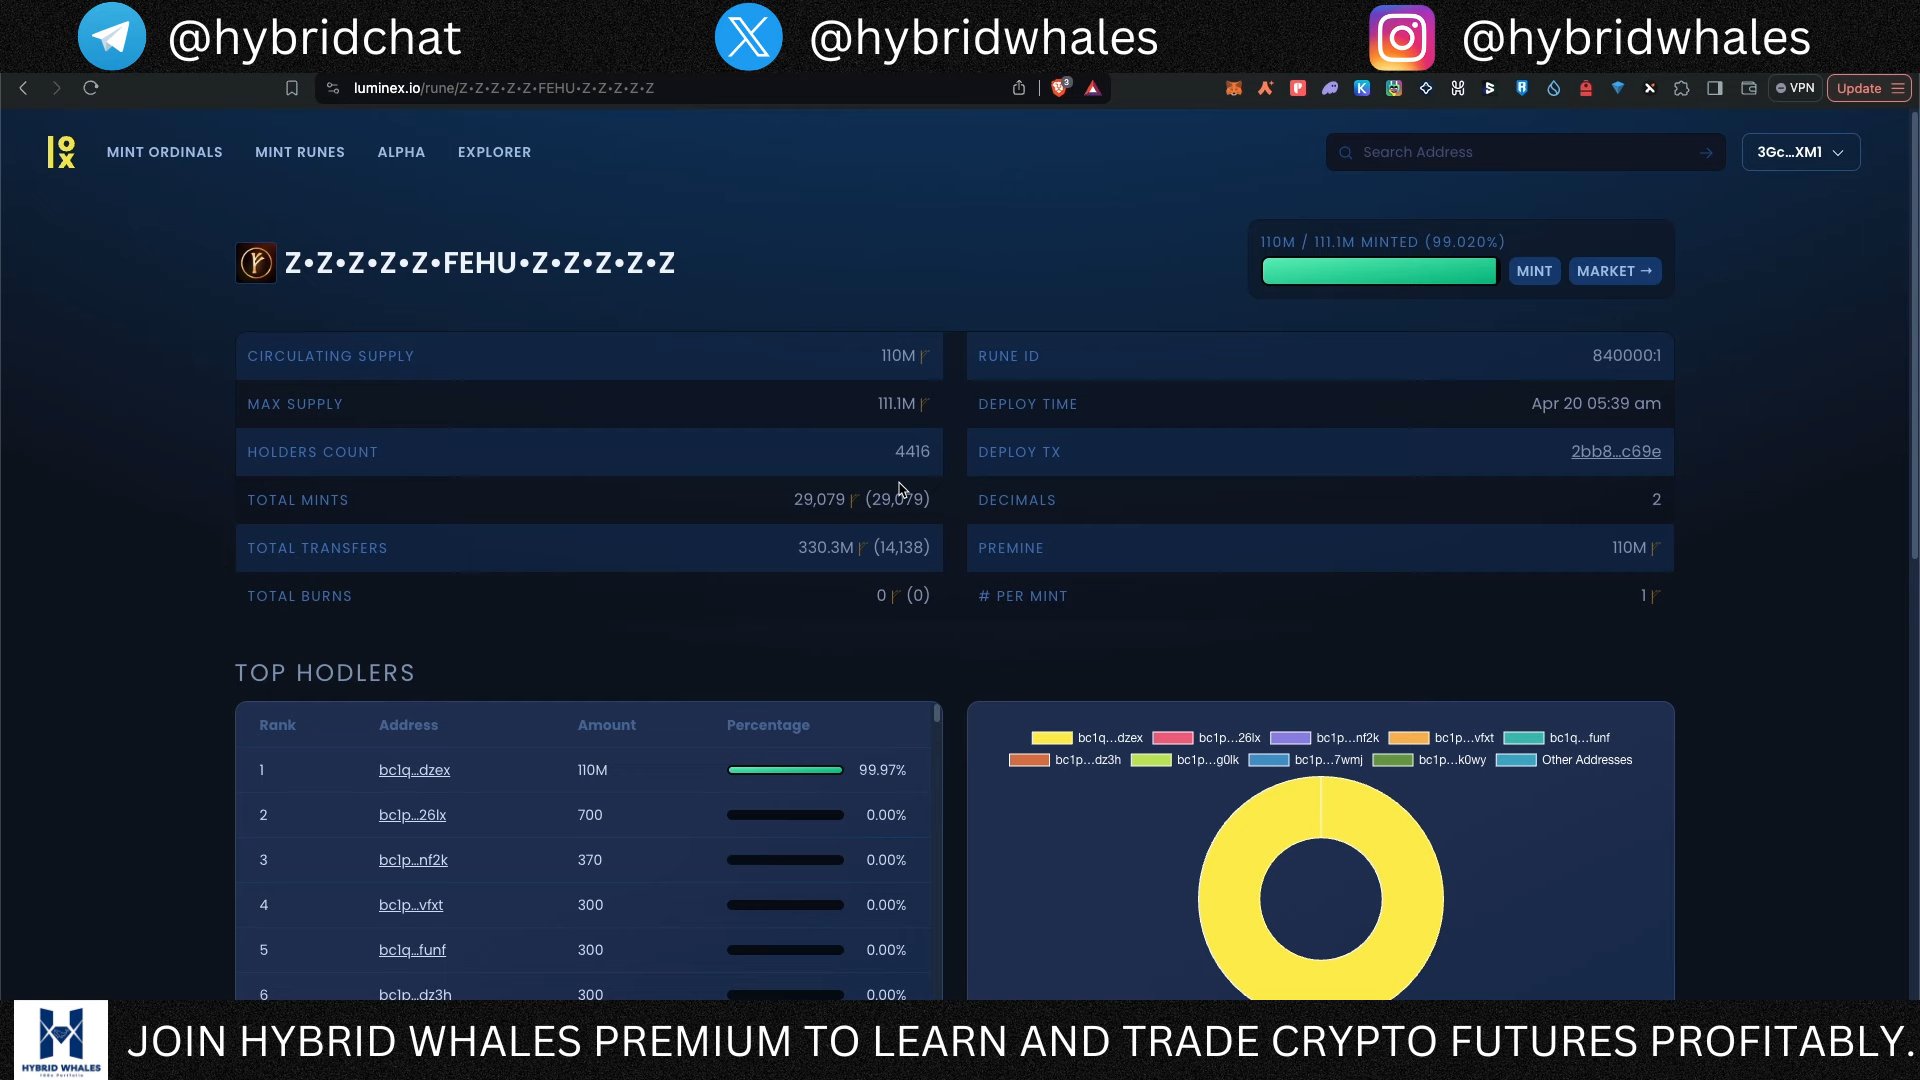 @hybridchat @hybridwhales @hybridwhales
luminex.io/rune/Z•Z•Z•Z•Z•FEHU•Z•Z•Z•Z•Z 3 VPN Update
MINT ORDINALS MINT RUNES ALPHA EXPLORER Search Address 3Gc...XM1
Z•Z•Z•Z•Z•FEHU•Z•Z•Z•Z•Z
110M / 111.1M MINTED (99.020%)
MINT MARKET →
CIRCULATING SUPPLY 110M
RUNE ID 840000:1
MAX SUPPLY 111.1M
DEPLOY TIME Apr 20 05:39 am
HOLDERS COUNT 4416
DEPLOY TX 2bb8...c69e
TOTAL MINTS 29,079 (29,079)
DECIMALS 2
TOTAL TRANSFERS 330.3M (14,138)
PREMINE 110M
TOTAL BURNS 0 (0)
# PER MINT 1
TOP HODLERS
Rank Address Amount Percentage
1 bc1q...dzex 110M 99.97%
2 bc1p...26lx 700 0.00%
3 bc1p...nf2k 370 0.00%
4 bc1p...vfxt 300 0.00%
5 bc1q...funf 300 0.00%
6 bc1p...dz3h 300 0.00%
bc1q...dzex bc1p...26lx bc1p...nf2k bc1p...vfxt bc1q...funf
bc1p...dz3h bc1p...g0lk bc1p...7wmj bc1p...k0wy Other Addresses
HYBRID WHALES
JOIN HYBRID WHALES PREMIUM TO LEARN AND TRADE CRYPTO FUTURES PROFITABLY.